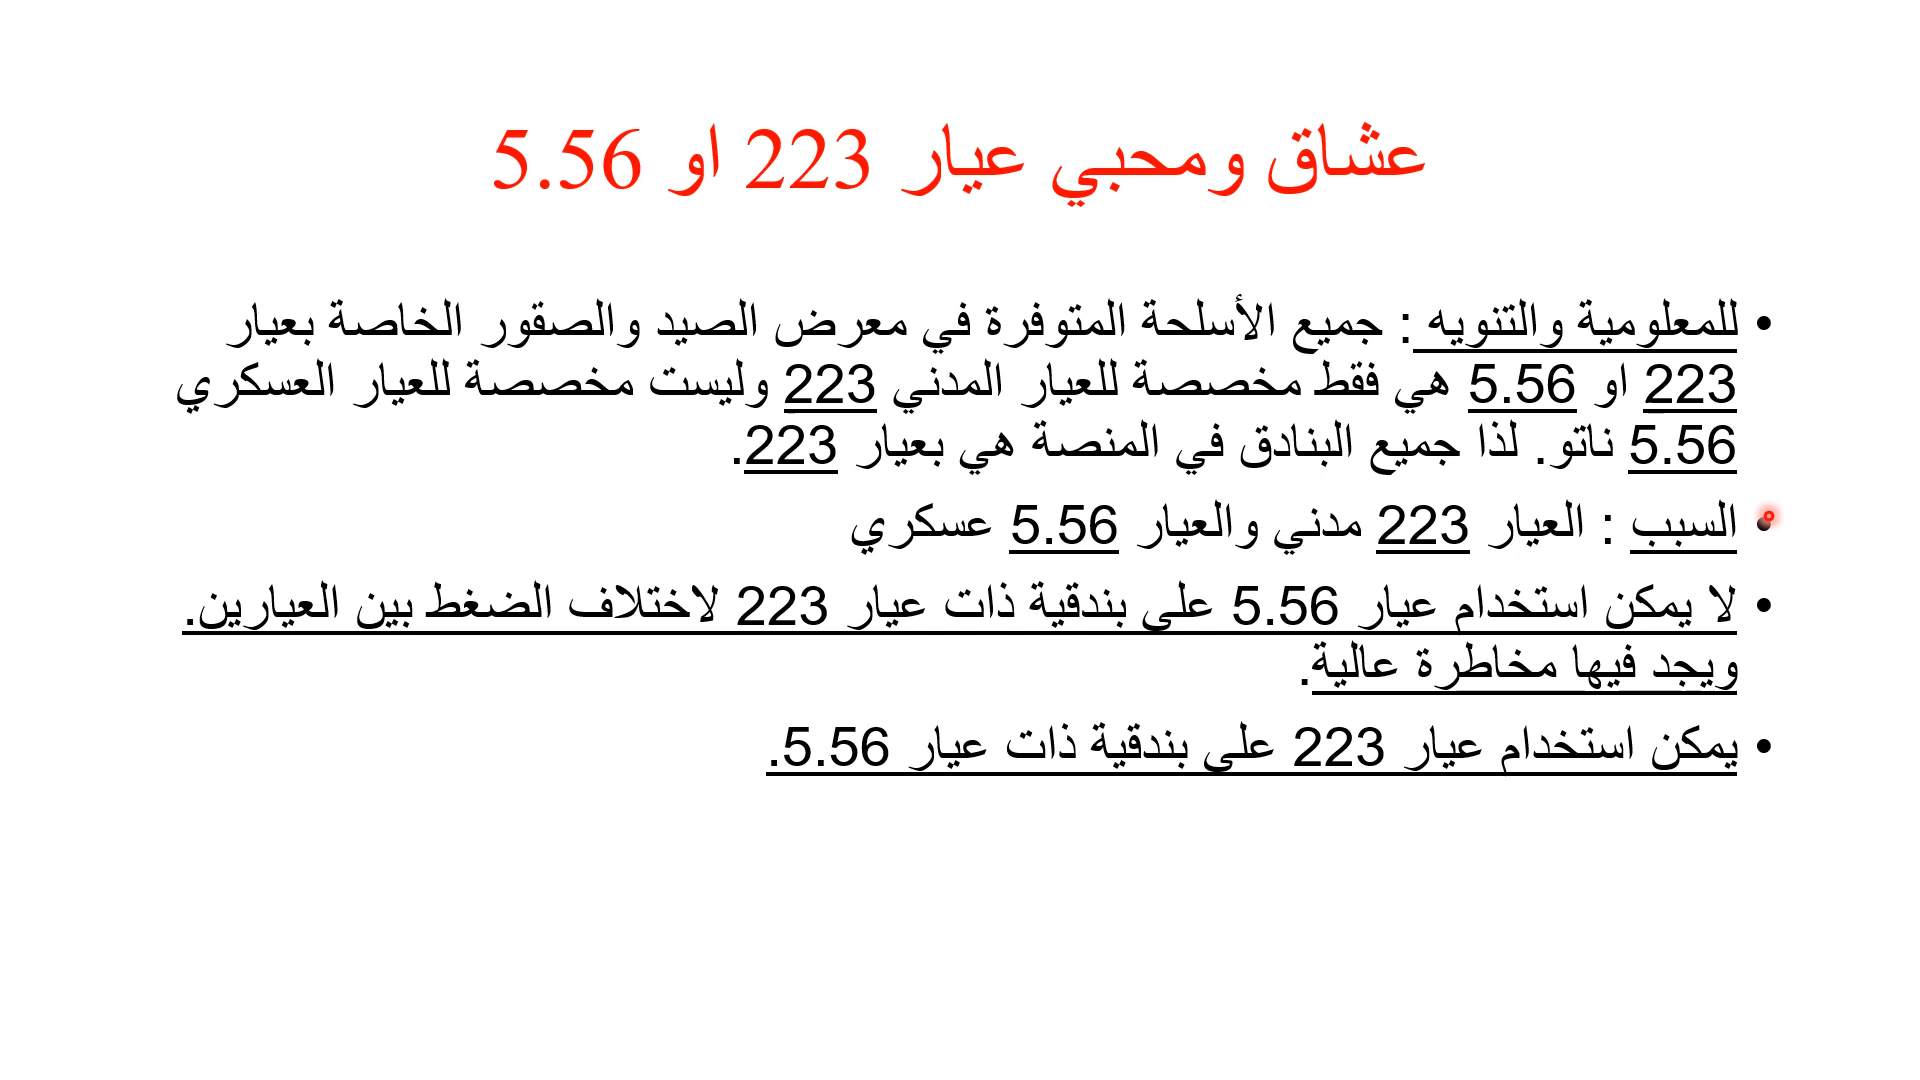 عشاق ومحبي عيار 223 او 5.56
• للمعلومية والتنويه : جميع الأسلحة المتوفرة في معرض الصيد والصقور الخاصة بعيار
223 او 5.56 هي فقط مخصصة للعيار المدني 223 وليست مخصصة للعيار العسكري
5.56 ناتو. لذا جميع البنادق في المنصة هي بعيار 223.
• السبب : العيار 223 مدني والعيار 5.56 عسكري
• لا يمكن استخدام عيار 5.56 على بندقية ذات عيار 223 لاختلاف الضغط بين العيارين.
ويجد فيها مخاطرة عالية.
• يمكن استخدام عيار 223 على بندقية ذات عيار 5.56.